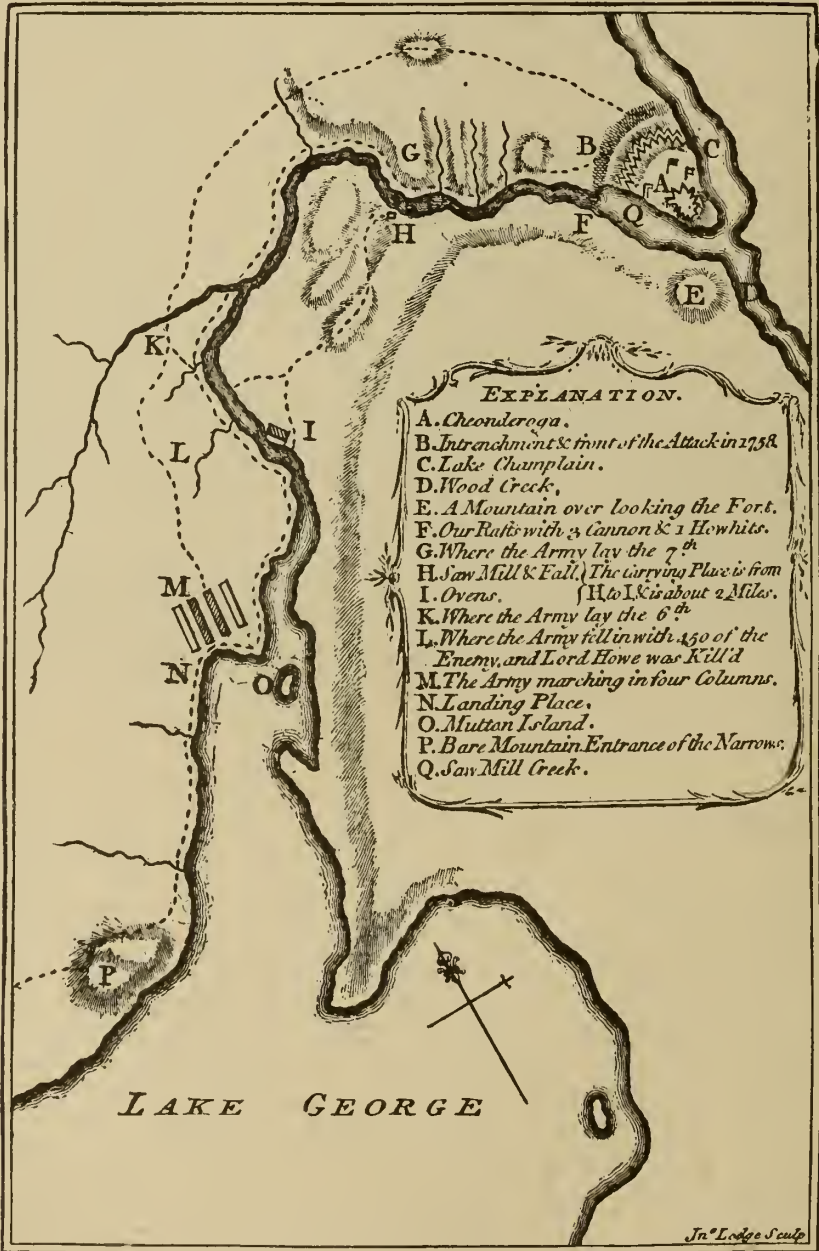 G
B
C
A
H
F
Q
E
D
K
I
L
EXPLANATION.
A. Cheonderoga.
B. Intrenchment & front of the Attack in 1758
C. Lake Champlain.
D. Wood Creek,
E. A Mountain over looking the Fort.
F. Our Rafts with 3 Cannon & 1 Howhits.
G. Where the Army lay the 7th
H. Saw Mill & Fall. } The Carrying Place is from
I. Ovens. { H, to I, & is about 2 Miles.
K. Where the Army lay the 6th
L. Where the Army fell in with 450 of the
Enemy, and Lord Howe was Kill'd
M. The Army marching in four Columns.
N. Landing Place.
O. Mutton Island.
P. Bare Mountain. Entrance of the Narrows.
Q. Saw Mill Creek.
M
N
O
P
LAKE GEORGE
Jno. Lodge Sculp